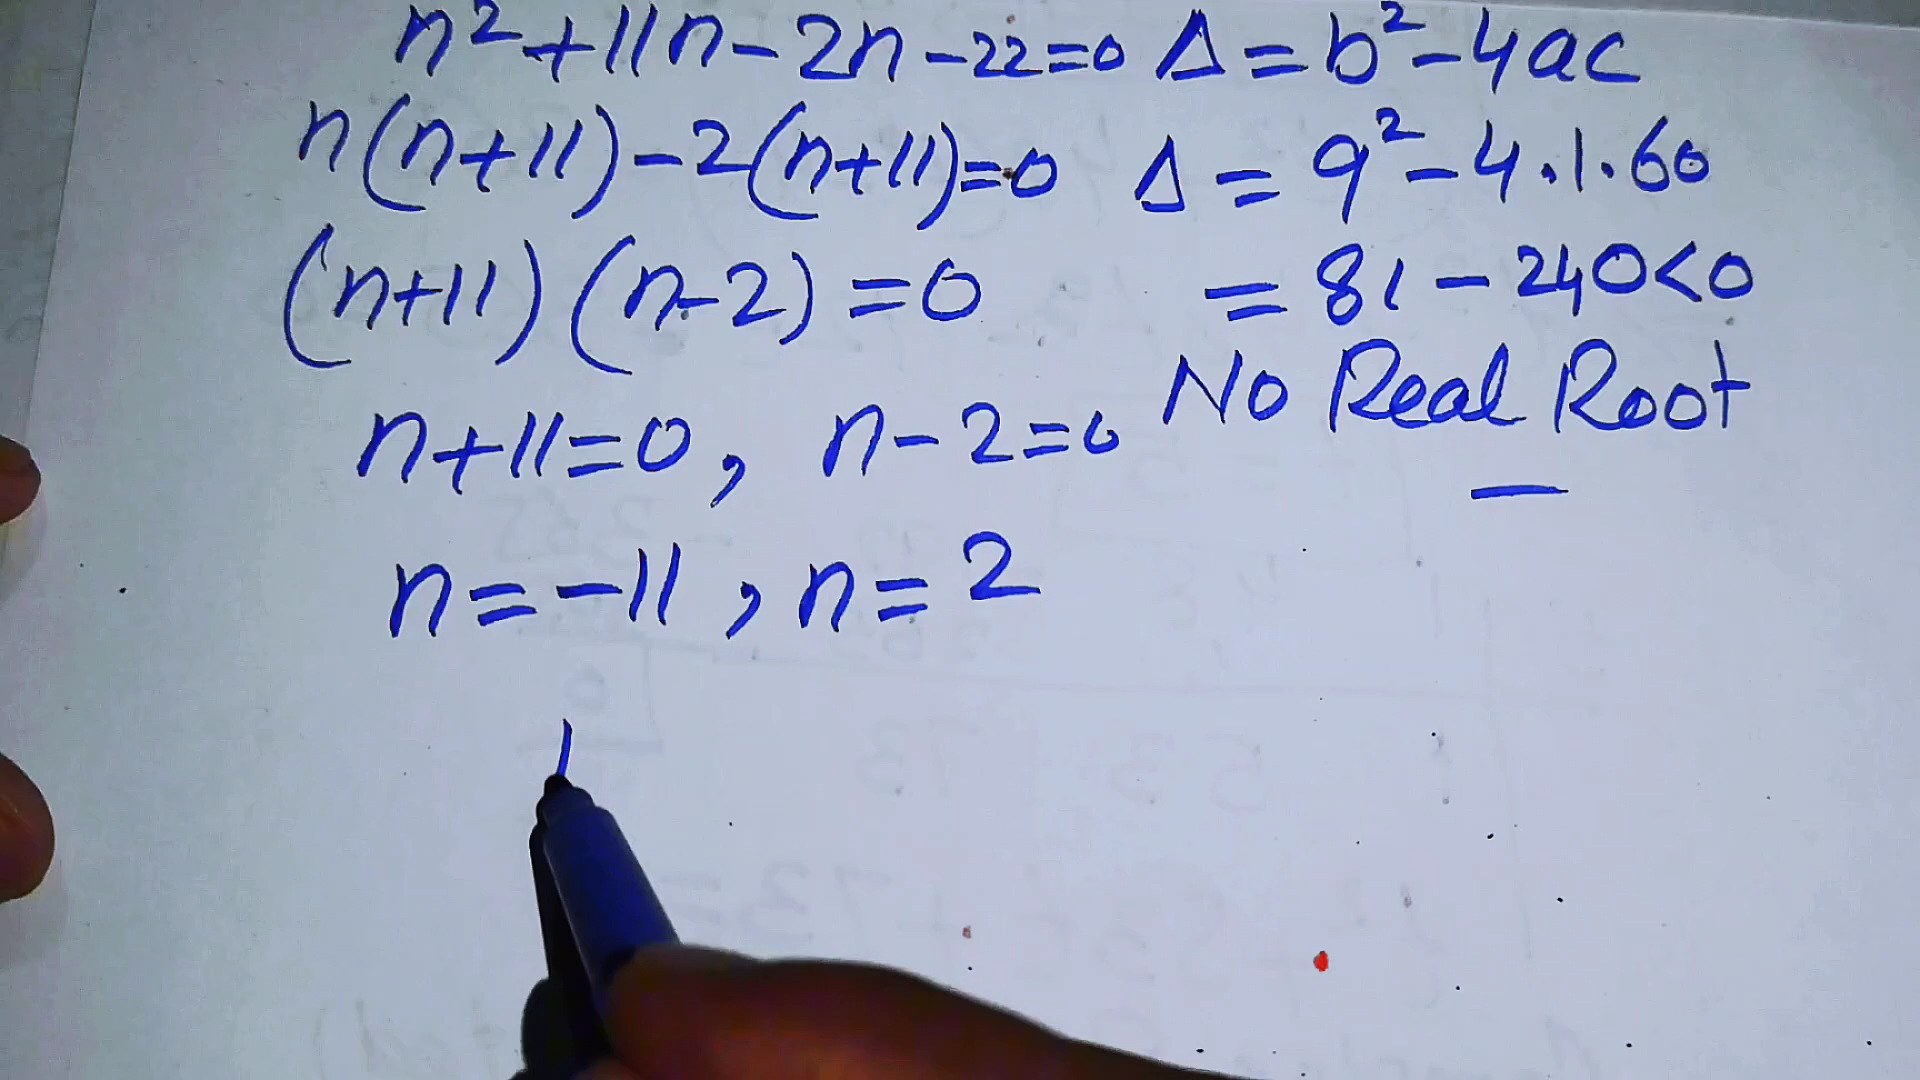 n²+11n-2n-22=0
n(n+11)-2(n+11)=0
(n+11)(n-2)=0
n+11=0, n-2=0
n=-11, n=2
Δ=b²-4ac
Δ=9²-4.1.60
=81-240<0
No Real Root